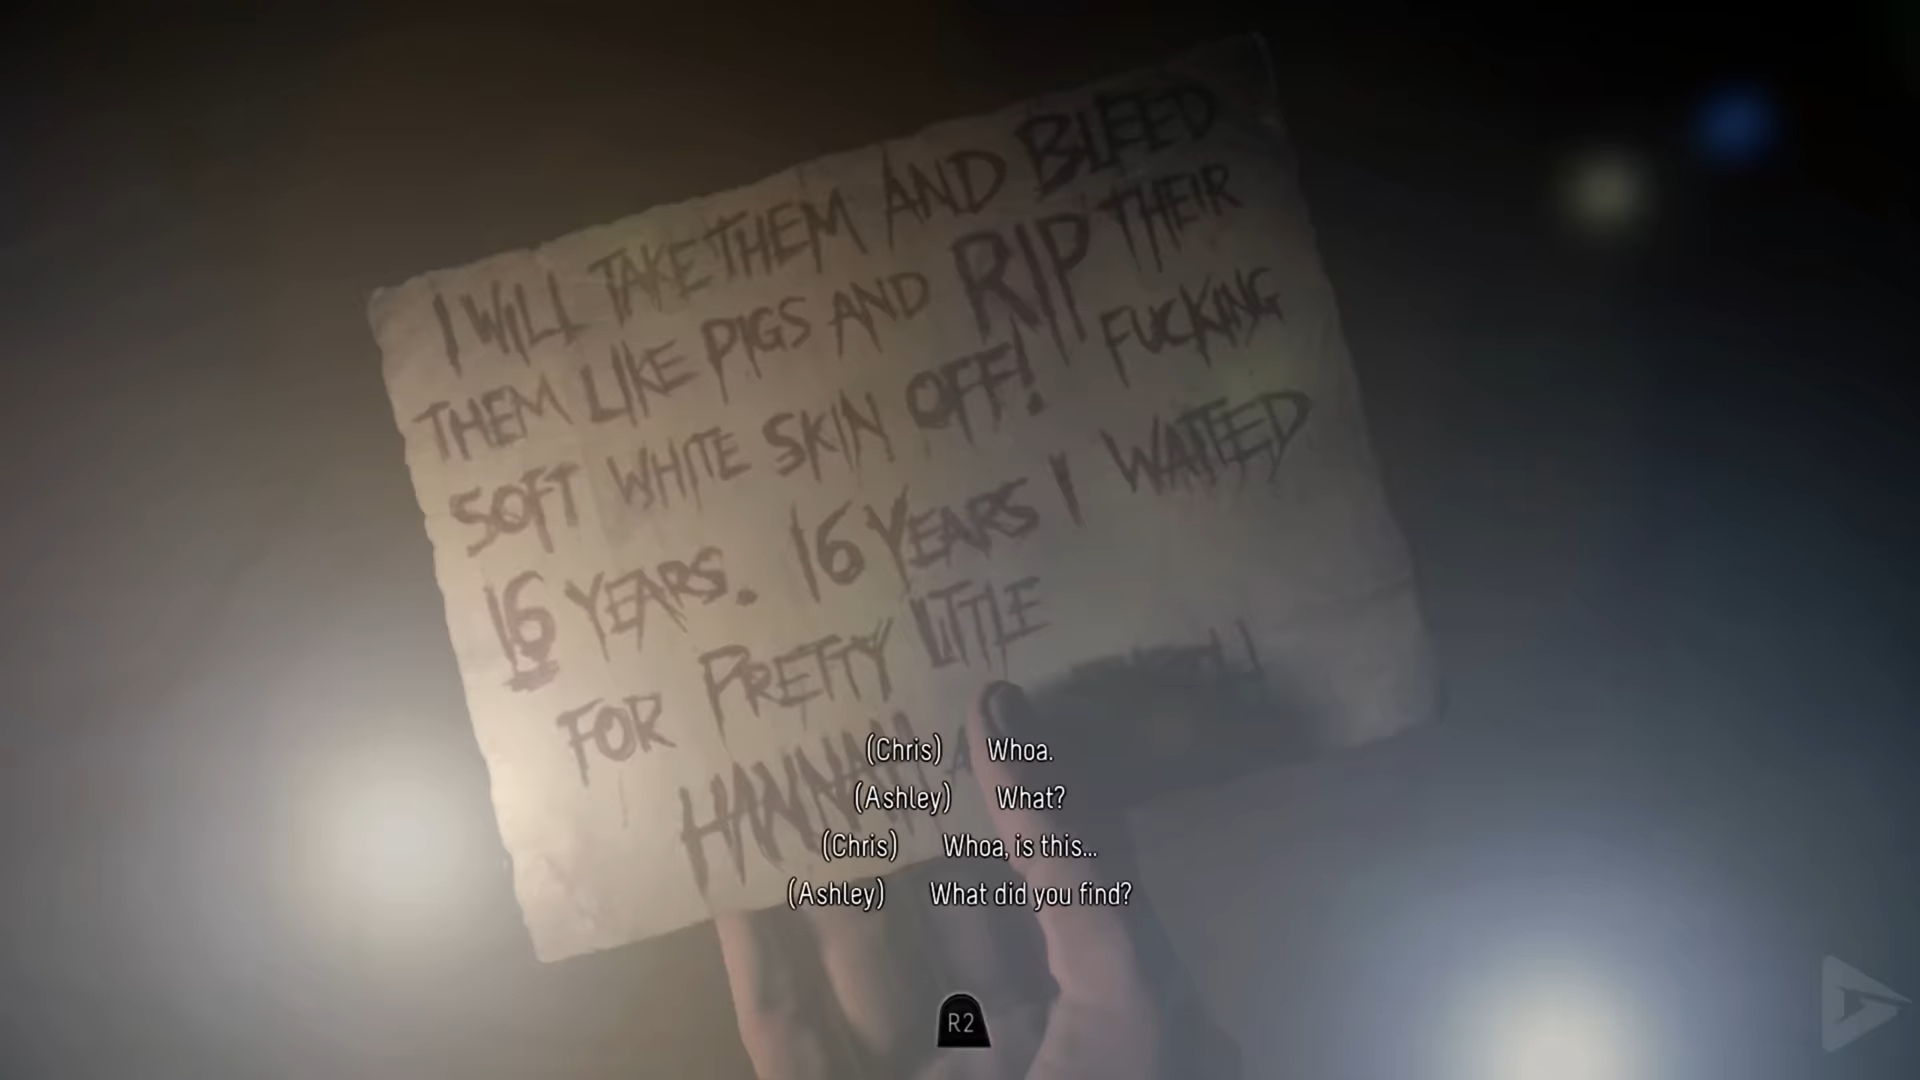 I WILL TAKE THEM AND BLEED
THEM LIKE PIGS AND RIP THEIR
SOFT WHITE SKIN OFF! FUCKING
16 YEARS. 16 YEARS I WAITED
FOR PRETTY LITTLE
HANNAH
(Chris) Whoa.
(Ashley) What?
(Chris) Whoa, is this...
(Ashley) What did you find?
R2